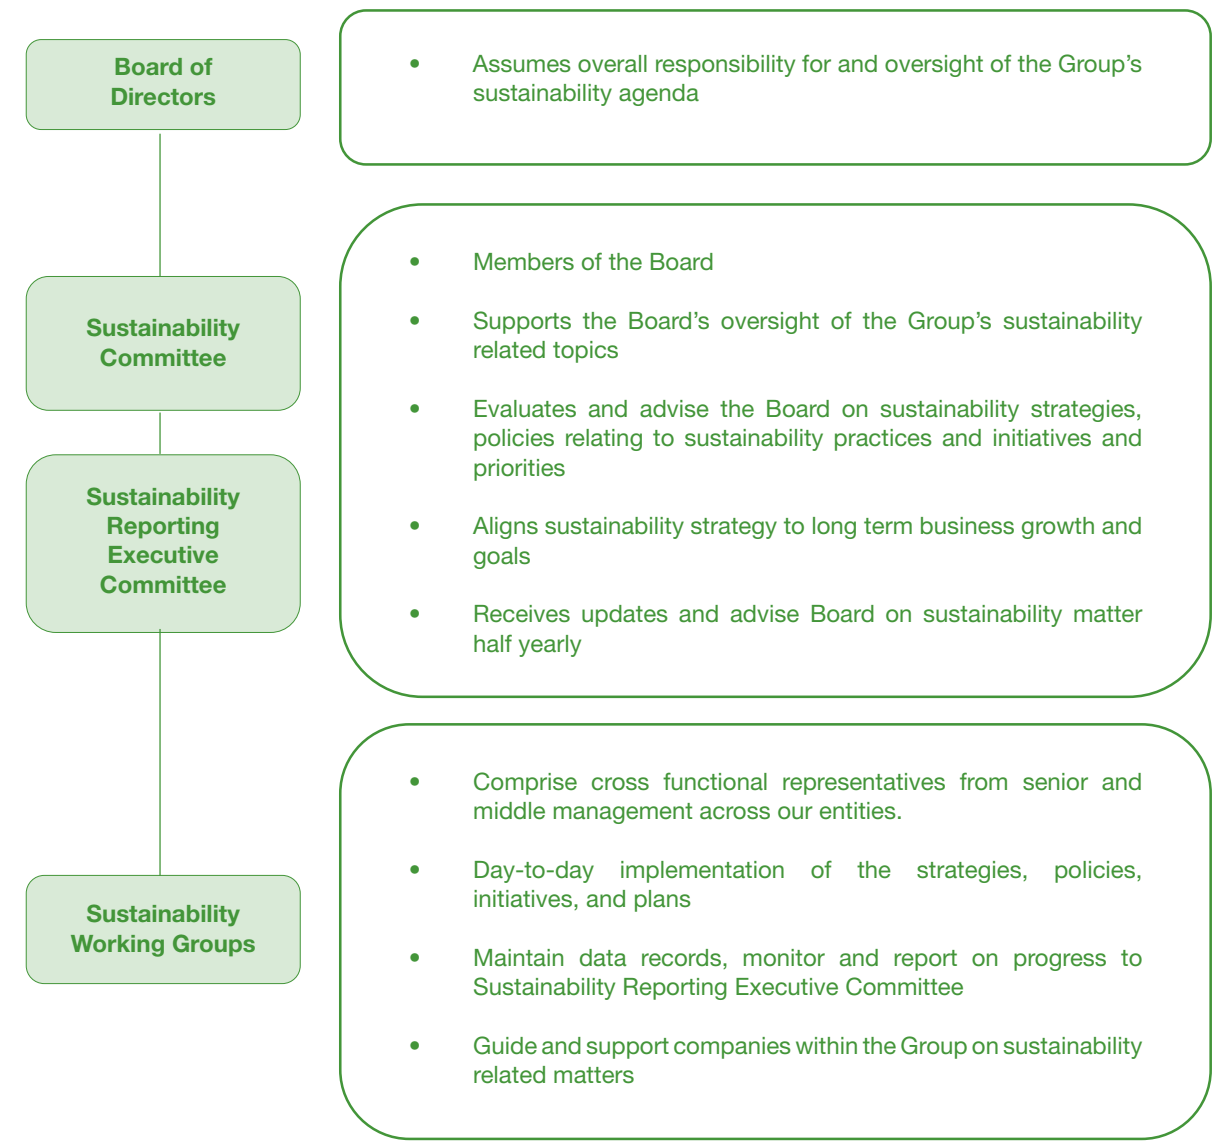 Board of
Directors
• Assumes overall responsibility for and oversight of the Group's
sustainability agenda
Sustainability
Committee
Sustainability
Reporting
Executive
Committee
• Members of the Board
• Supports the Board's oversight of the Group's sustainability
related topics
• Evaluates and advise the Board on sustainability strategies,
policies relating to sustainability practices and initiatives and
priorities
• Aligns sustainability strategy to long term business growth and
goals
• Receives updates and advise Board on sustainability matter
half yearly
Sustainability
Working Groups
• Comprise cross functional representatives from senior and
middle management across our entities.
• Day-to-day implementation of the strategies, policies,
initiatives, and plans
• Maintain data records, monitor and report on progress to
Sustainability Reporting Executive Committee
• Guide and support companies within the Group on sustainability
related matters